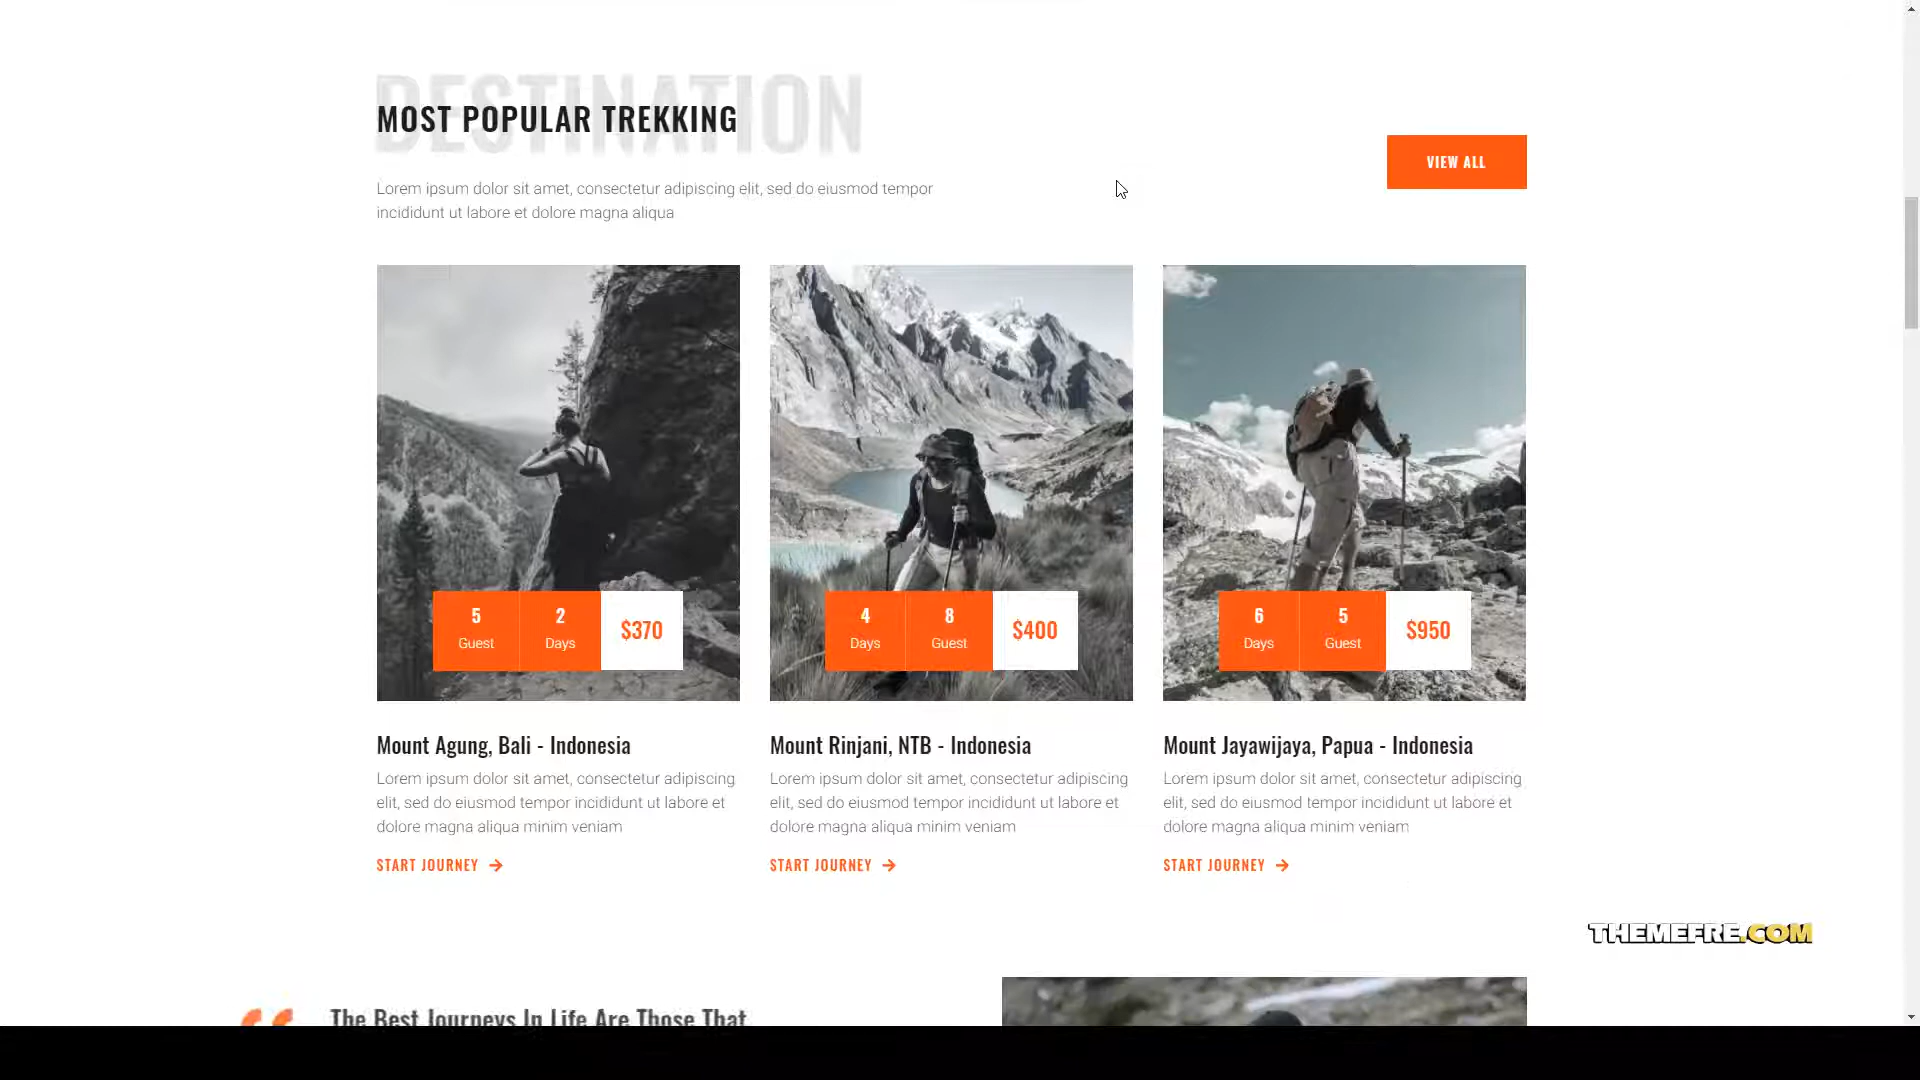 DESTINATION
MOST POPULAR TREKKING
Lorem ipsum dolor sit amet, consectetur adipiscing elit, sed do eiusmod tempor
incididunt ut labore et dolore magna aliqua
VIEW ALL
5
Guest
2
Days
$370
Mount Agung, Bali - Indonesia
Lorem ipsum dolor sit amet, consectetur adipiscing
elit, sed do eiusmod tempor incididunt ut labore et
dolore magna aliqua minim veniam
START JOURNEY
4
Days
8
Guest
$400
Mount Rinjani, NTB - Indonesia
Lorem ipsum dolor sit amet, consectetur adipiscing
elit, sed do eiusmod tempor incididunt ut labore et
dolore magna aliqua minim veniam
START JOURNEY
6
Days
5
Guest
$950
Mount Jayawijaya, Papua - Indonesia
Lorem ipsum dolor sit amet, consectetur adipiscing
elit, sed do eiusmod tempor incididunt ut labore et
dolore magna aliqua minim veniam
START JOURNEY
THEMEFRE.COM
The Best Journeys In Life Are Those That